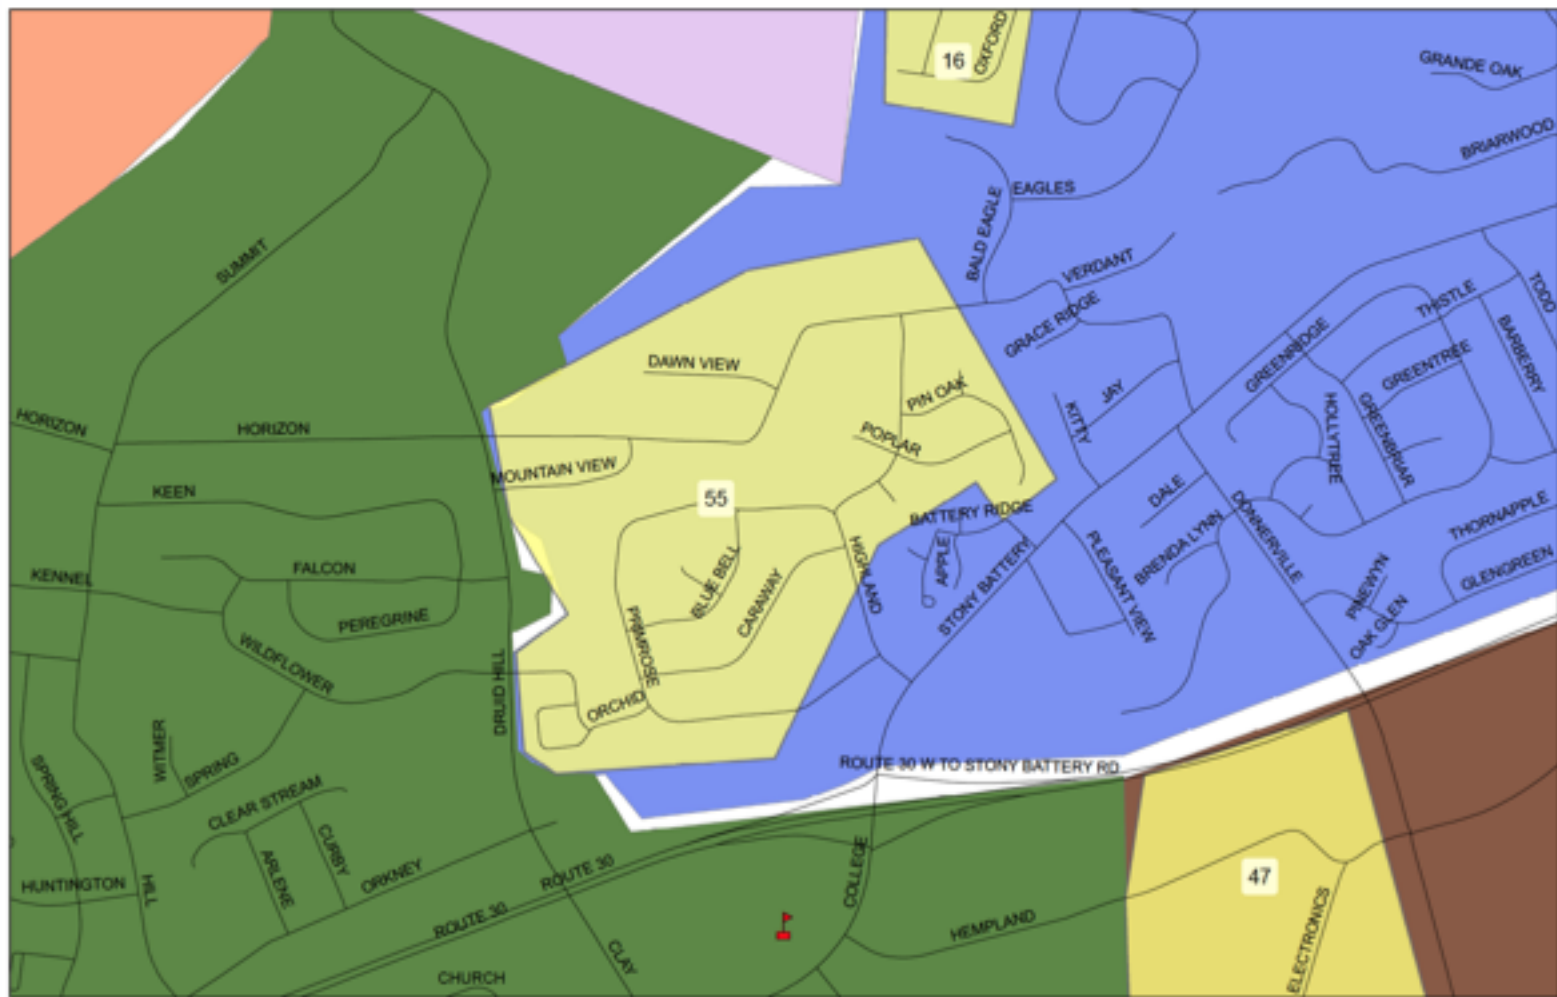 OXFORD
16
GRANDE OAK
BRIARWOOD
EAGLES
BALD EAGLE
SUMMIT
VERDANT
GRACE RIDGE
THISTLE
TODD
BARBERRY
GREENRIDGE
GREENTREE
DAWN VIEW
PIN OAK
JAY
KITTY
HOLLYTREE
GREENBRIAR
HORIZON
HORIZON
POPLAR
MOUNTAIN VIEW
KEEN
55
DALE
BATTERY RIDGE
DONNERVILLE
THORNAPPLE
BRENDA LYNN
PLEASANT VIEW
APPLE
HIGHLAND
STONY BATTERY
KENNEL
FALCON
BLUE BELL
CARAWAY
PINEWYN
GLENGREEN
OAK GLEN
PEREGRINE
PRIMROSE
WILDFLOWER
DRUID HILL
ORCHID
WITMER
SPRING
SPRING HILL
ROUTE 30 W TO STONY BATTERY RD
CLEAR STREAM
CURBY
ARLENE
ORKNEY
ROUTE 30
COLLEGE
47
HUNTINGTON
HILL
ROUTE 30
HEMPLAND
ELECTRONICS
CLAY
CHURCH